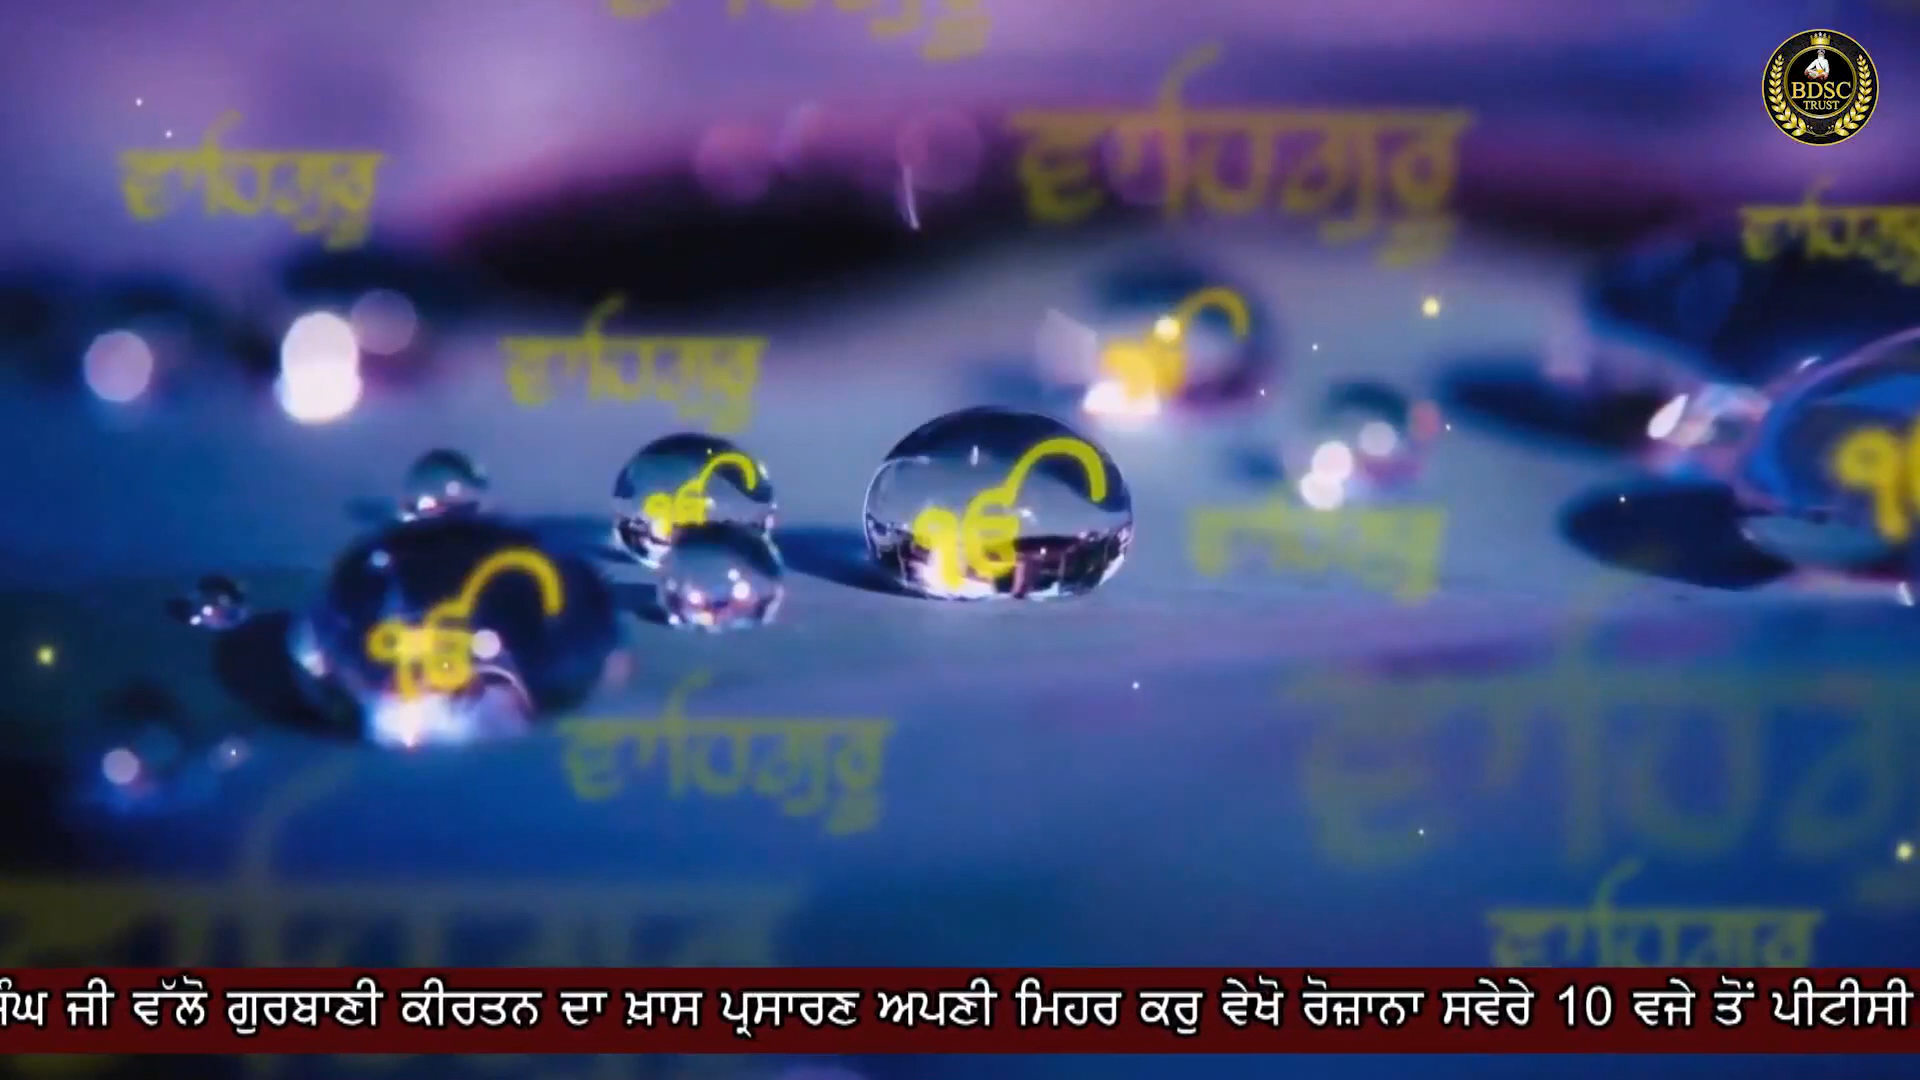 BDSC
TRUST
ਵਾਹਿਗੁਰੂ
ਵਾਹਿਗੁਰੂ
ਵਾਹਿਗੁਰੂ
ੴ
ੴ
ੴ
ੴ
ਵਾਹਿਗੁਰੂ
ੴ
ਵਾਹਿਗੁਰੂ
ਜੀ ਵੱਲੋ ਗੁਰਬਾਣੀ ਕੀਰਤਨ ਦਾ ਖ਼ਾਸ ਪ੍ਰਸਾਰਣ ਅਪਣੀ ਮਿਹਰ ਕਰੁ ਵੇਖੋ ਰੋਜ਼ਾਨਾ ਸਵੇਰੇ 10 ਵਜੇ ਤੋਂ ਪੀਟੀਸੀ